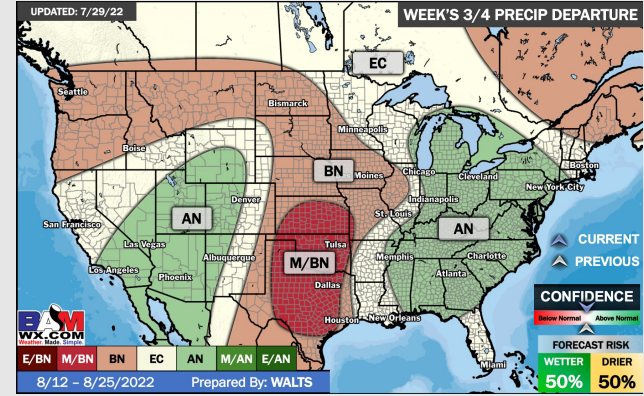 UPDATED: 7/29/22
WEEK'S 3/4 PRECIP DEPARTURE
EC
Seattle
Bismarck
Minneapolis
Boise
Boston
BN
Moines
Chicago
Cleveland
New York City
Denver
Indianapolis
AN
St. Louis
San Francisco
AN
CURRENT
Las Vegas
Tulsa
Albuquerque
M/BN
Memphis
Charlotte
PREVIOUS
Los Angeles
Phoenix
Dallas
Atlanta
CONFIDENCE
Below Normal
Above Normal
Houston
New Orleans
BAM
WX.COM
Weather. Made. Simple.
FORECAST RISK
E/BN M/BN BN EC AN M/AN E/AN
Miami
WETTER
DRIER
50%
50%
8/12 – 8/25/2022
Prepared By: WALTS